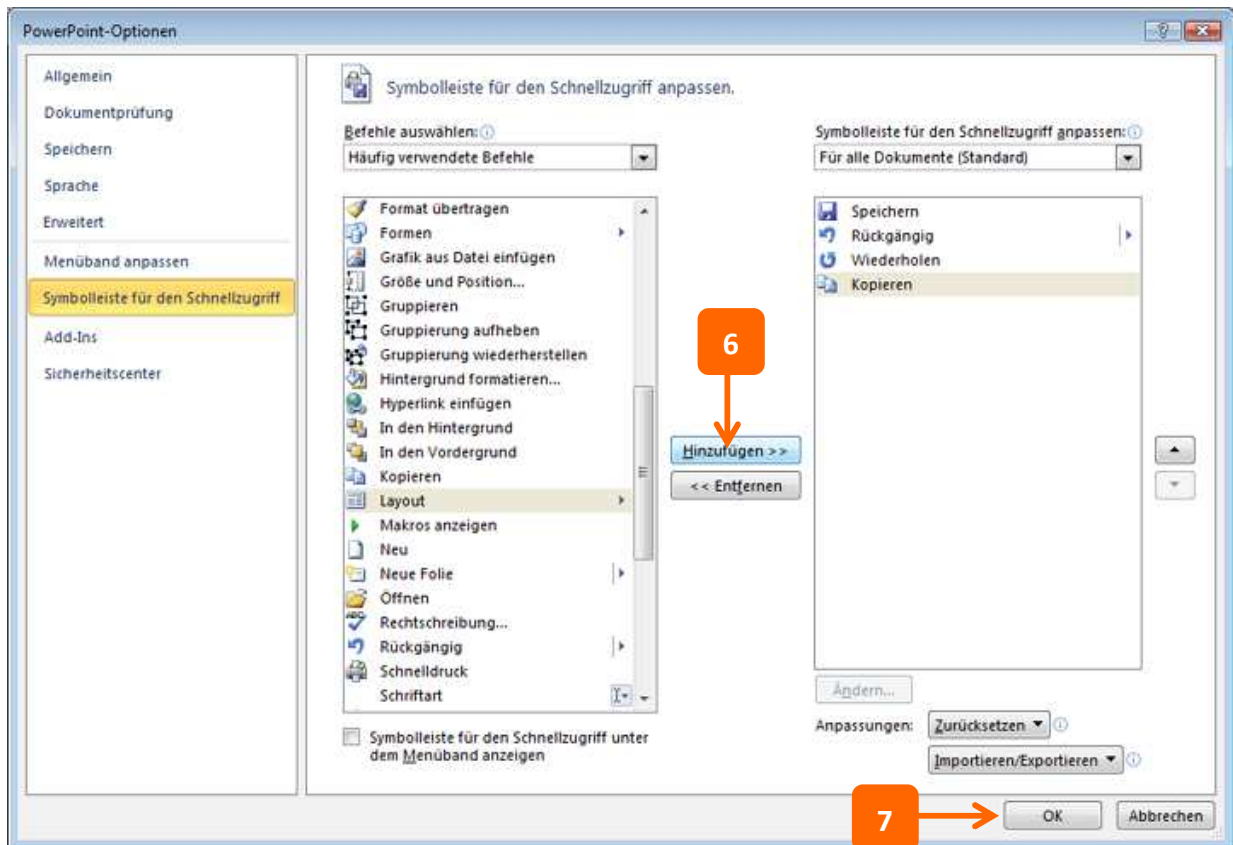 PowerPoint-Optionen
Allgemein
Dokumentprüfung
Speichern
Sprache
Erweitert
Menüband anpassen
Symbolleiste für den Schnellzugriff
Add-Ins
Sicherheitscenter
Symbolleiste für den Schnellzugriff anpassen.
Befehle auswählen:
Häufig verwendete Befehle
Format übertragen
Formen
Grafik aus Datei einfügen
Größe und Position...
Gruppieren
Gruppierung aufheben
Gruppierung wiederherstellen
Hintergrund formatieren...
Hyperlink einfügen
In den Hintergrund
In den Vordergrund
Kopieren
Layout
Makros anzeigen
Neu
Neue Folie
Öffnen
Rechtschreibung...
Rückgängig
Schnelldruck
Schriftart
Symbolleiste für den Schnellzugriff unter
dem Menüband anzeigen
6
Hinzufügen >>
<< Entfernen
Symbolleiste für den Schnellzugriff anpassen:
Für alle Dokumente (Standard)
Speichern
Rückgängig
Wiederholen
Kopieren
Ändern...
Anpassungen: Zurücksetzen
Importieren/Exportieren
7
OK
Abbrechen